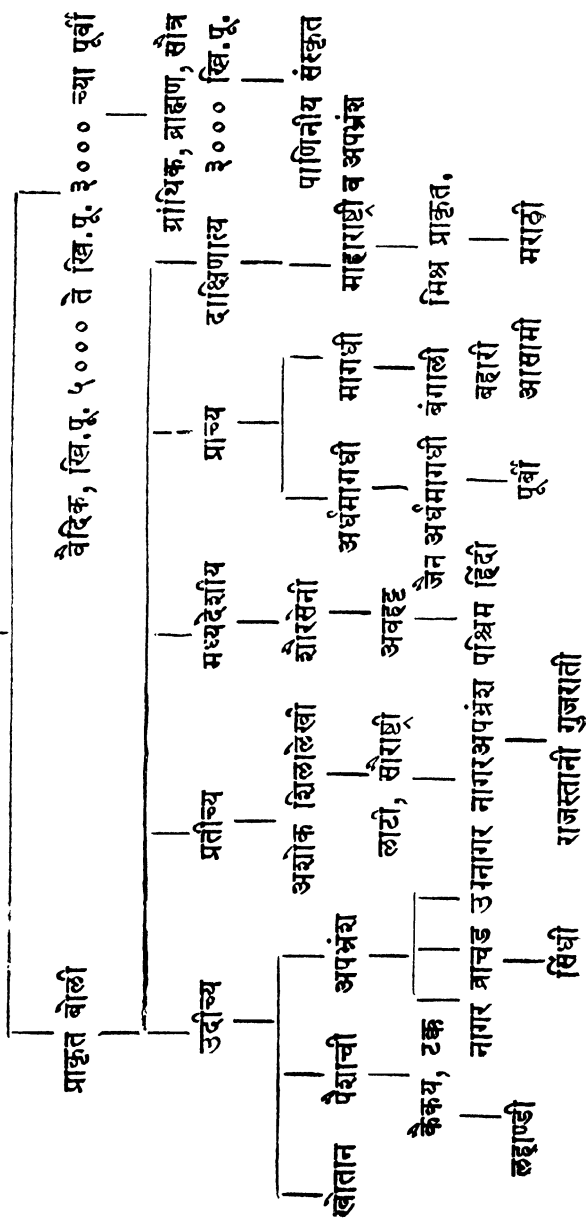 प्राकृत बोली
वैदिक, ख्रि.पू. ५००० ते ख्रि.पू. ३००० च्या पूर्वी
उदीच्य प्रतीच्य मध्यदेशीय प्राच्य दाक्षिणात्य
ग्रांथिक, ब्राह्मण, सौत्र
३००० ख्रि.पू.
खोतान पैशाची अपभ्रंश अशोक शिलालेखी शौरसेनी अर्धमागधी मागधी माहाराष्ट्री व अपभ्रंश
पाणिनीय संस्कृत
कैकय, टक्क लाटी, सौराष्ट्री अवहट्ट जैन अर्धमागधी बंगाली मिश्र प्राकृत,
बहारी
नागर व्राचड उपनागर नागरअपभ्रंश पश्चिम हिंदी
लहाण्डी सिंधी राजस्तानी गुजराती पूर्वी आसामी मराठी